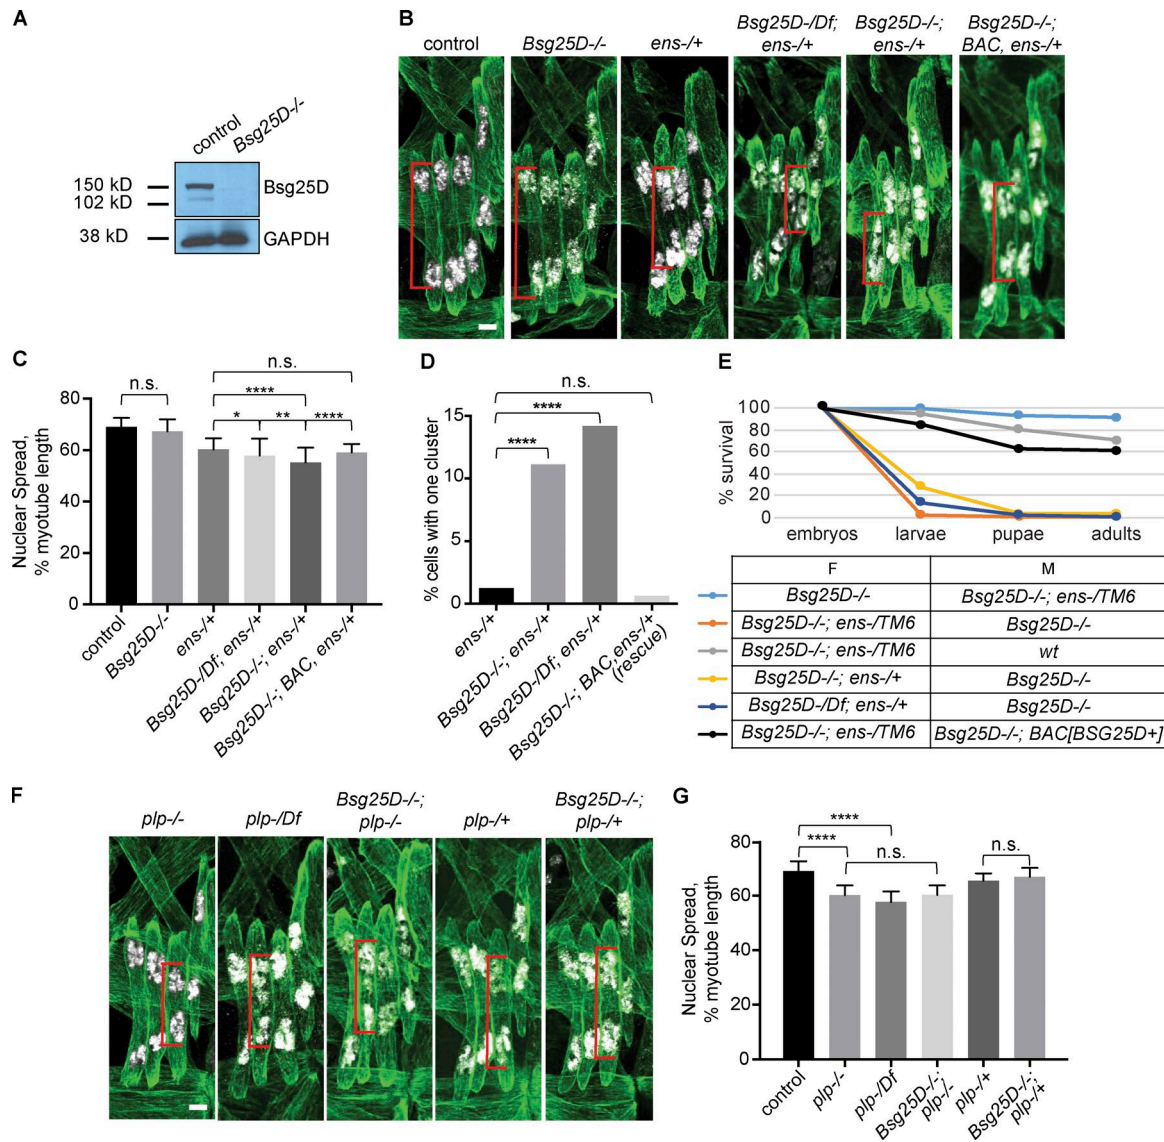 A
control
Bsg25D-/-
150 kD
102 kD
Bsg25D
38 kD
GAPDH
B
control
Bsg25D-/-
ens-/+
Bsg25D-/Df;
ens-/+
Bsg25D-/-;
ens-/+
Bsg25D-/-;
BAC, ens-/+
C
Nuclear Spread,
% myotube length
80
60
40
20
0
n.s.
n.s.
****
*
**
****
control
Bsg25D-/-
ens-/+
Bsg25D-/Df; ens-/+
Bsg25D-/-; ens-/+
Bsg25D-/-; BAC, ens-/+
D
% cells with one cluster
15
10
5
0
n.s.
****
****
ens-/+
Bsg25D-/-; ens-/+
Bsg25D-/Df; ens-/+
Bsg25D-/-; BAC,ens-/+
(rescue)
E
% survival
100
80
60
40
20
0
embryos larvae pupae adults
F M
Bsg25D-/- Bsg25D-/-; ens-/TM6
Bsg25D-/-; ens-/TM6 Bsg25D-/-
Bsg25D-/-; ens-/TM6 wt
Bsg25D-/-; ens-/+ Bsg25D-/-
Bsg25D-/Df; ens-/+ Bsg25D-/-
Bsg25D-/-; ens-/TM6 Bsg25D-/-; BAC[BSG25D+]
F
plp-/-
plp-/Df
Bsg25D-/-;
plp-/-
plp-/+
Bsg25D-/-;
plp-/+
G
Nuclear Spread,
% myotube length
80
60
40
20
0
****
****
n.s.
n.s.
control
plp-/-
plp-/Df
Bsg25D-/-;
plp-/-
plp-/+
Bsg25D-/-;
plp-/+